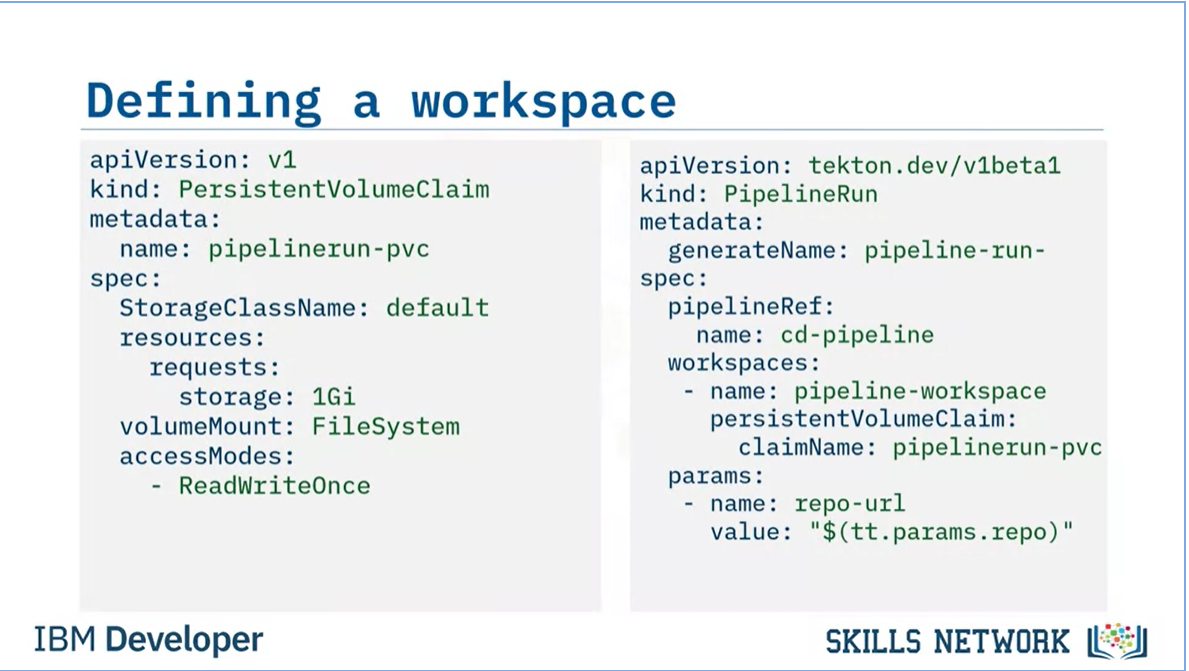 Defining a workspace
apiVersion: v1
kind: PersistentVolumeClaim
metadata:
  name: pipelinerun-pvc
spec:
  StorageClassName: default
  resources:
    requests:
      storage: 1Gi
  volumeMount: FileSystem
  accessModes:
    - ReadWriteOnce
apiVersion: tekton.dev/v1beta1
kind: PipelineRun
metadata:
  generateName: pipeline-run-
spec:
  pipelineRef:
    name: cd-pipeline
  workspaces:
   - name: pipeline-workspace
     persistentVolumeClaim:
       claimName: pipelinerun-pvc
  params:
   - name: repo-url
     value: "$(tt.params.repo)"
IBM Developer
SKILLS NETWORK